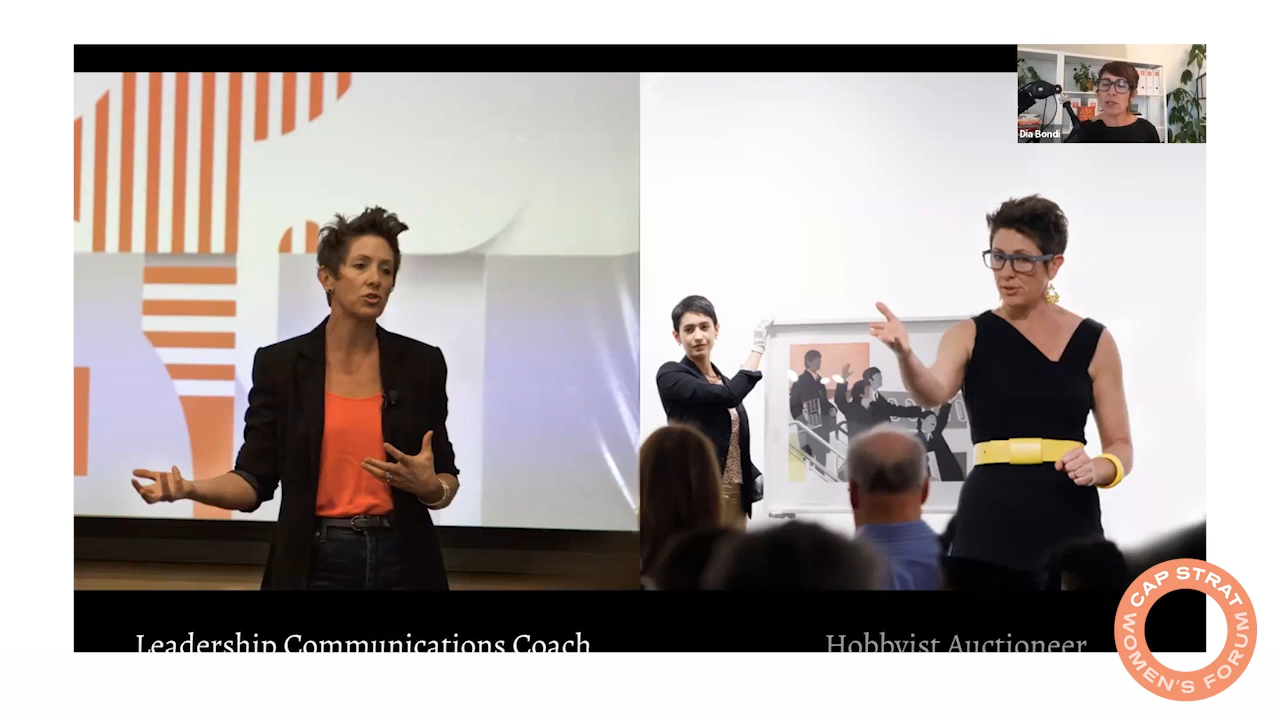 Dia Bondi
Leadership Communications Coach
Hobbyist Auctioneer
CAP STRAT
WOMEN'S FORUM